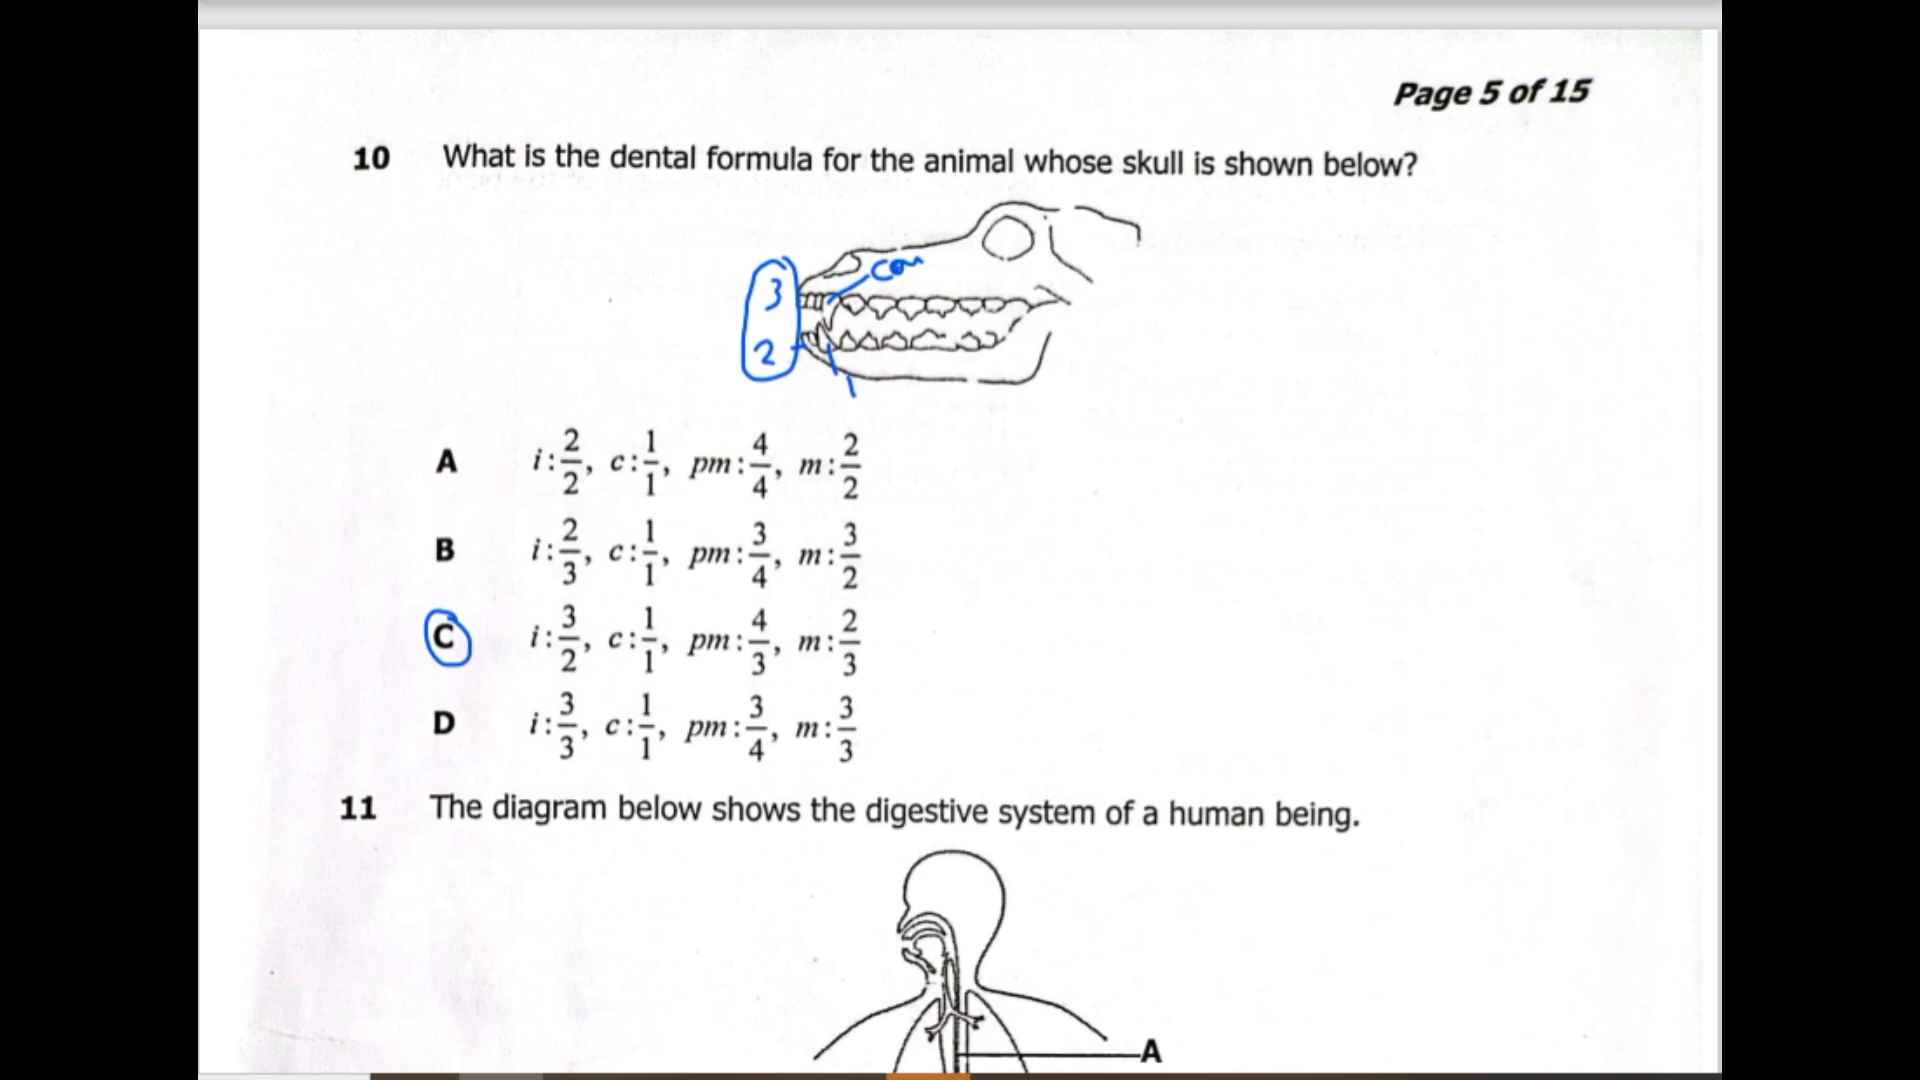 Page 5 of 15
10 What is the dental formula for the animal whose skull is shown below?
can
3
2
1
A i:2/2, c:1/1, pm:4/4, m:2/2
B i:2/3, c:1/1, pm:3/4, m:3/2
C i:3/2, c:1/1, pm:4/3, m:2/3
D i:3/3, c:1/1, pm:3/4, m:3/3
11 The diagram below shows the digestive system of a human being.
A